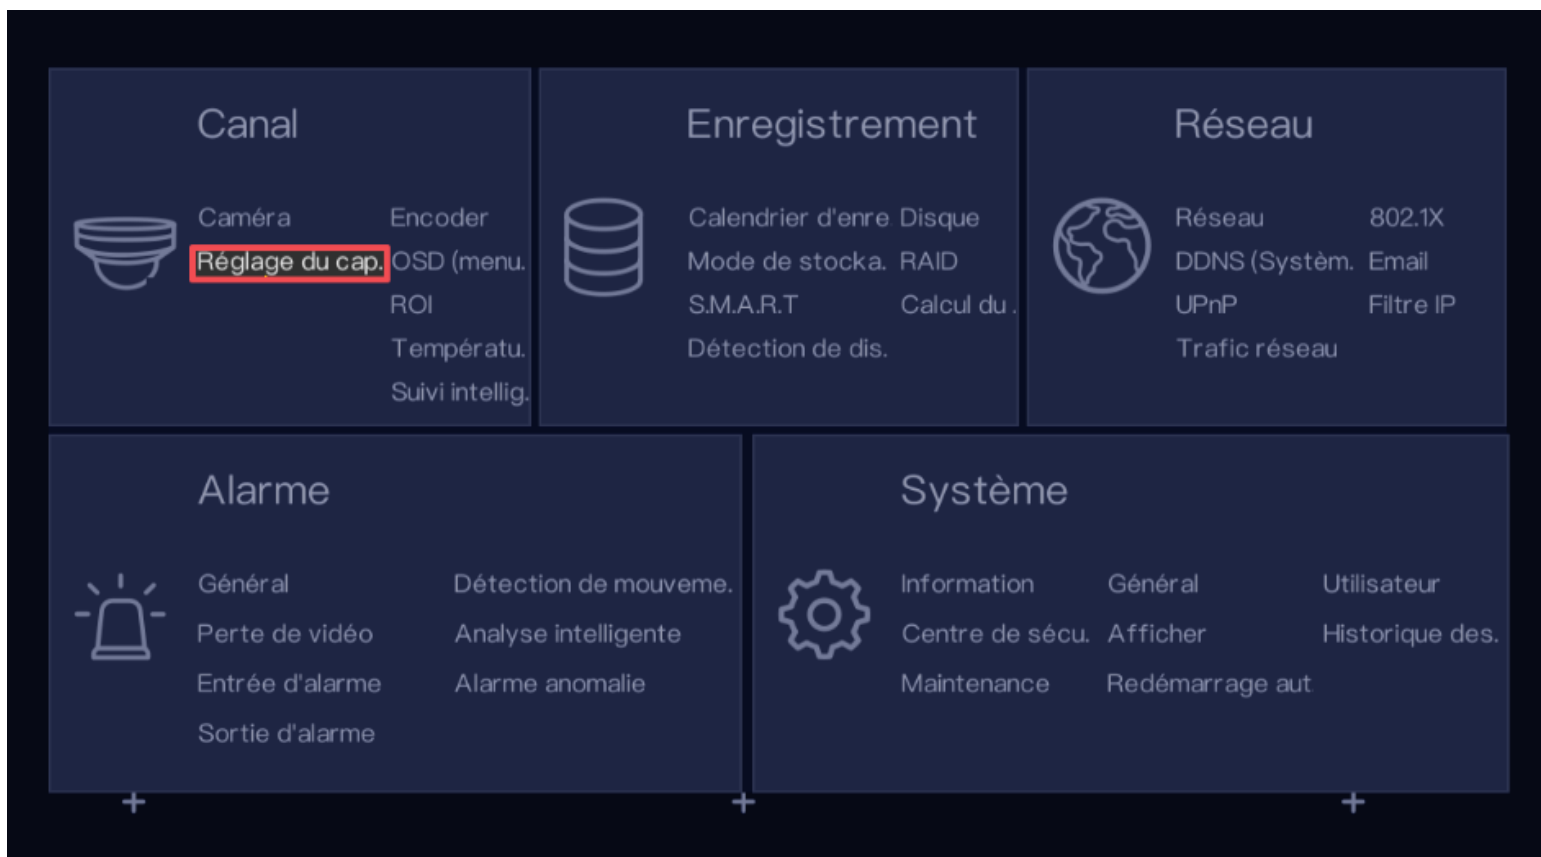 Canal
Caméra Encoder
Réglage du cap. OSD (menu.
ROI
Températu.
Suivi intellig.
Enregistrement
Calendrier d'enre Disque
Mode de stocka. RAID
S.M.A.R.T Calcul du .
Détection de dis.
Réseau
Réseau 802.1X
DDNS (Systèm. Email
UPnP Filtre IP
Trafic réseau
Alarme
Général Détection de mouveme.
Perte de vidéo Analyse intelligente
Entrée d'alarme Alarme anomalie
Sortie d'alarme
Système
Information Général Utilisateur
Centre de sécu. Afficher Historique des.
Maintenance Redémarrage aut